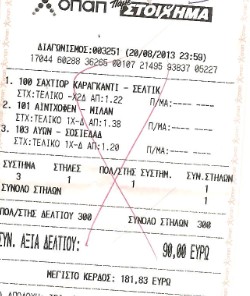 ΟΠΑΠ Πάμε ΣΤΟΙΧΗΜΑ
ΔΙΑΓΩΝΙΣΜΟΣ:003251 (20/08/2013 23:59)
17044 60288 36265 00107 21495 93837 05227
1. 100 ΣΑΧΤΙΟΡ ΚΑΡΑΓΚΑΝΤΙ - ΣΕΛΤΙΚ
ΣΤΧ:ΤΕΛΙΚΟ -Χ2Δ ΑΠ:1.22 Π/ΜΑ:--- ---
2. 101 ΑΙΝΤΧΟΦΕΝ - ΜΙΛΑΝ
ΣΤΧ:ΤΕΛΙΚΟ 1Χ-Δ ΑΠ:1.38 Π/ΜΑ:--- ---
3. 103 ΛΥΩΝ - ΣΟΣΙΕΔΑΔ
ΣΤΧ:ΤΕΛΙΚΟ 1Χ-Δ ΑΠ:1.20 Π/ΜΑ:--- ---
ΣΥΣΤΗΜΑ ΣΤΗΛΕΣ ΠΟΛ/ΣΤΗΣ ΣΥΣΤΗΜ. ΣΥΝ.ΣΤΗΛΩΝ
3 1 1 1
ΣΥΝΟΛΟ ΣΤΗΛΩΝ 1
ΠΟΛ/ΣΤΗΣ ΔΕΛΤΙΟΥ 300 ΣΥΝΟΛΟ ΣΤΗΛΩΝ 300
ΣΥΝ. ΑΞΙΑ ΔΕΛΤΙΟΥ: 90,00 ΕΥΡΩ
ΜΕΓΙΣΤΟ ΚΕΡΔΟΣ: 181,83 ΕΥΡΩ